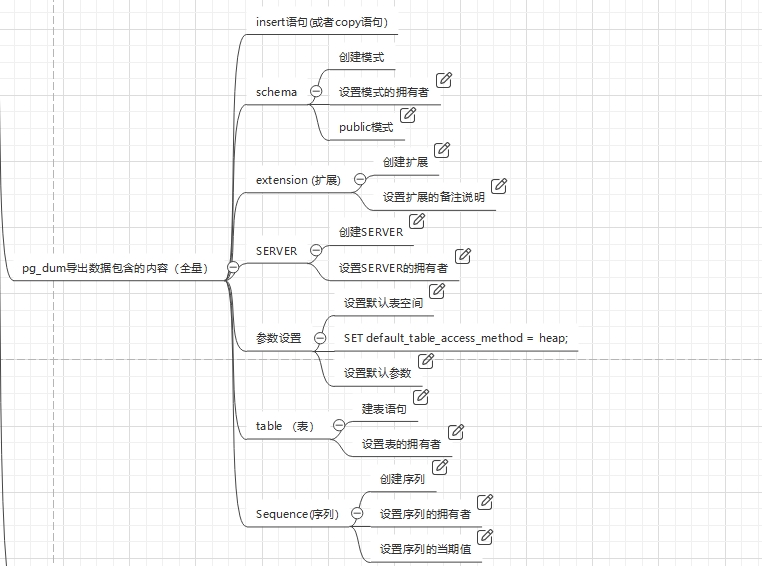 insert语句(或者copy语句)
创建模式
schema
设置模式的拥有者
public模式
创建扩展
extension (扩展)
设置扩展的备注说明
创建SERVER
SERVER
设置SERVER的拥有者
pg_dum导出数据包含的内容（全量）
设置默认表空间
参数设置
SET default_table_access_method = heap;
设置默认参数
建表语句
table （表）
设置表的拥有者
创建序列
Sequence(序列)
设置序列的拥有者
设置序列的当期值